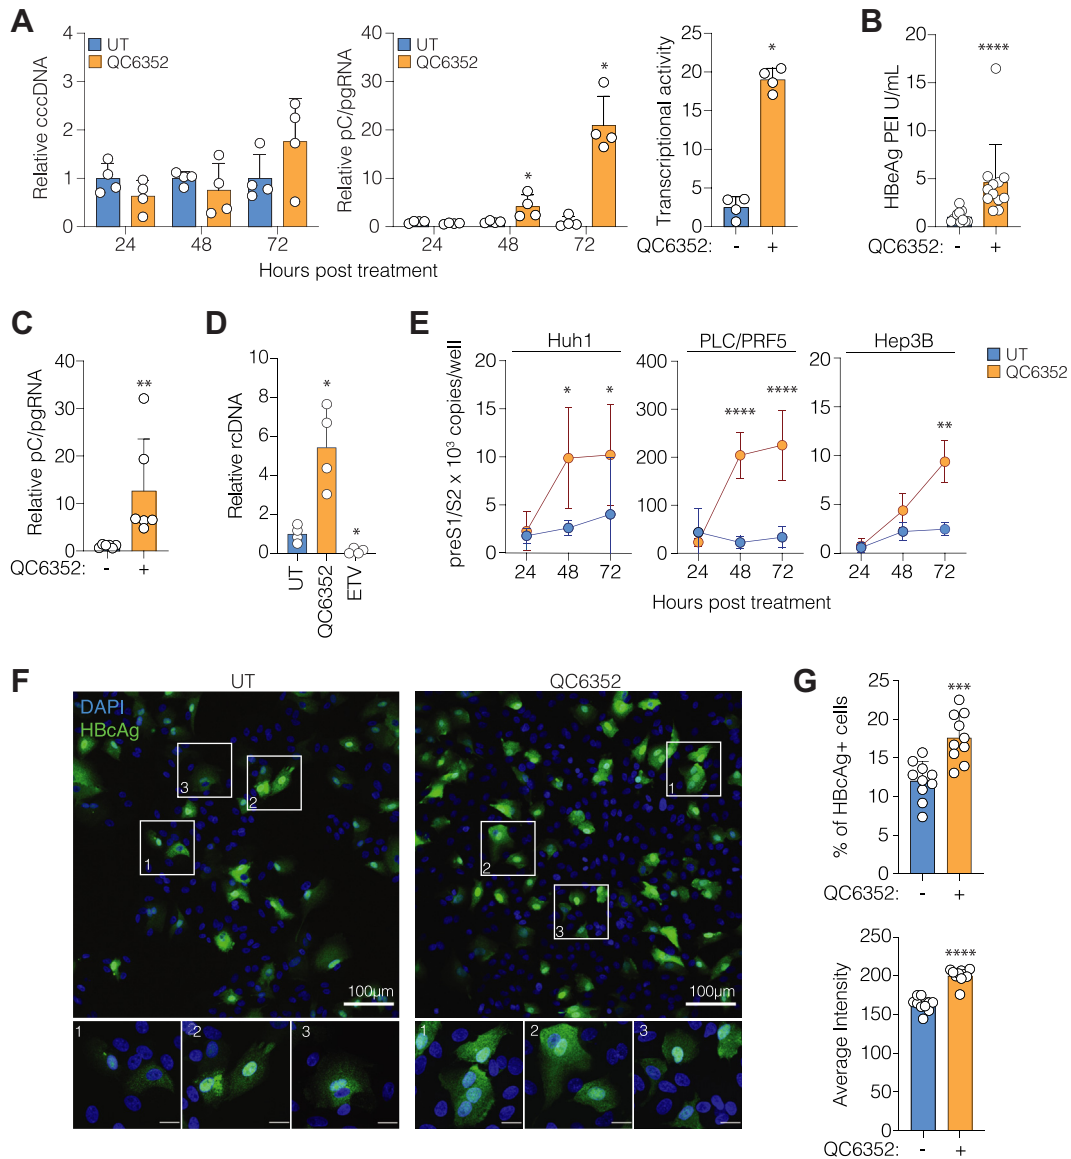 A
Relative cccDNA
4
3
2
1
0
UT
QC6352
24
48
72
Relative pC/pgRNA
40
30
20
10
0
UT
QC6352
*
*
24
48
72
Hours post treatment
Transcriptional activity
25
20
15
10
5
0
*
QC6352:
-
+
B
HBeAg PEI U/mL
20
15
10
5
0
****
QC6352:
-
+
C
Relative pC/pgRNA
40
30
20
10
0
**
QC6352:
-
+
D
Relative rcDNA
10
8
6
4
2
0
*
*
UT
QC6352
ETV
E
preS1/S2 x 10³ copies/well
Huh1
20
15
10
5
0
*
*
24
48
72
PLC/PRF5
400
300
200
100
0
****
****
24
48
72
Hep3B
20
15
10
5
0
**
24
48
72
UT
QC6352
Hours post treatment
F
UT
QC6352
DAPI
HBcAg
3
2
1
100µm
1
2
3
100µm
1
2
3
1
2
3
G
% of HBcAg+ cells
25
20
15
10
5
0
***
QC6352:
-
+
Average Intensity
250
200
150
100
50
0
****
QC6352:
-
+